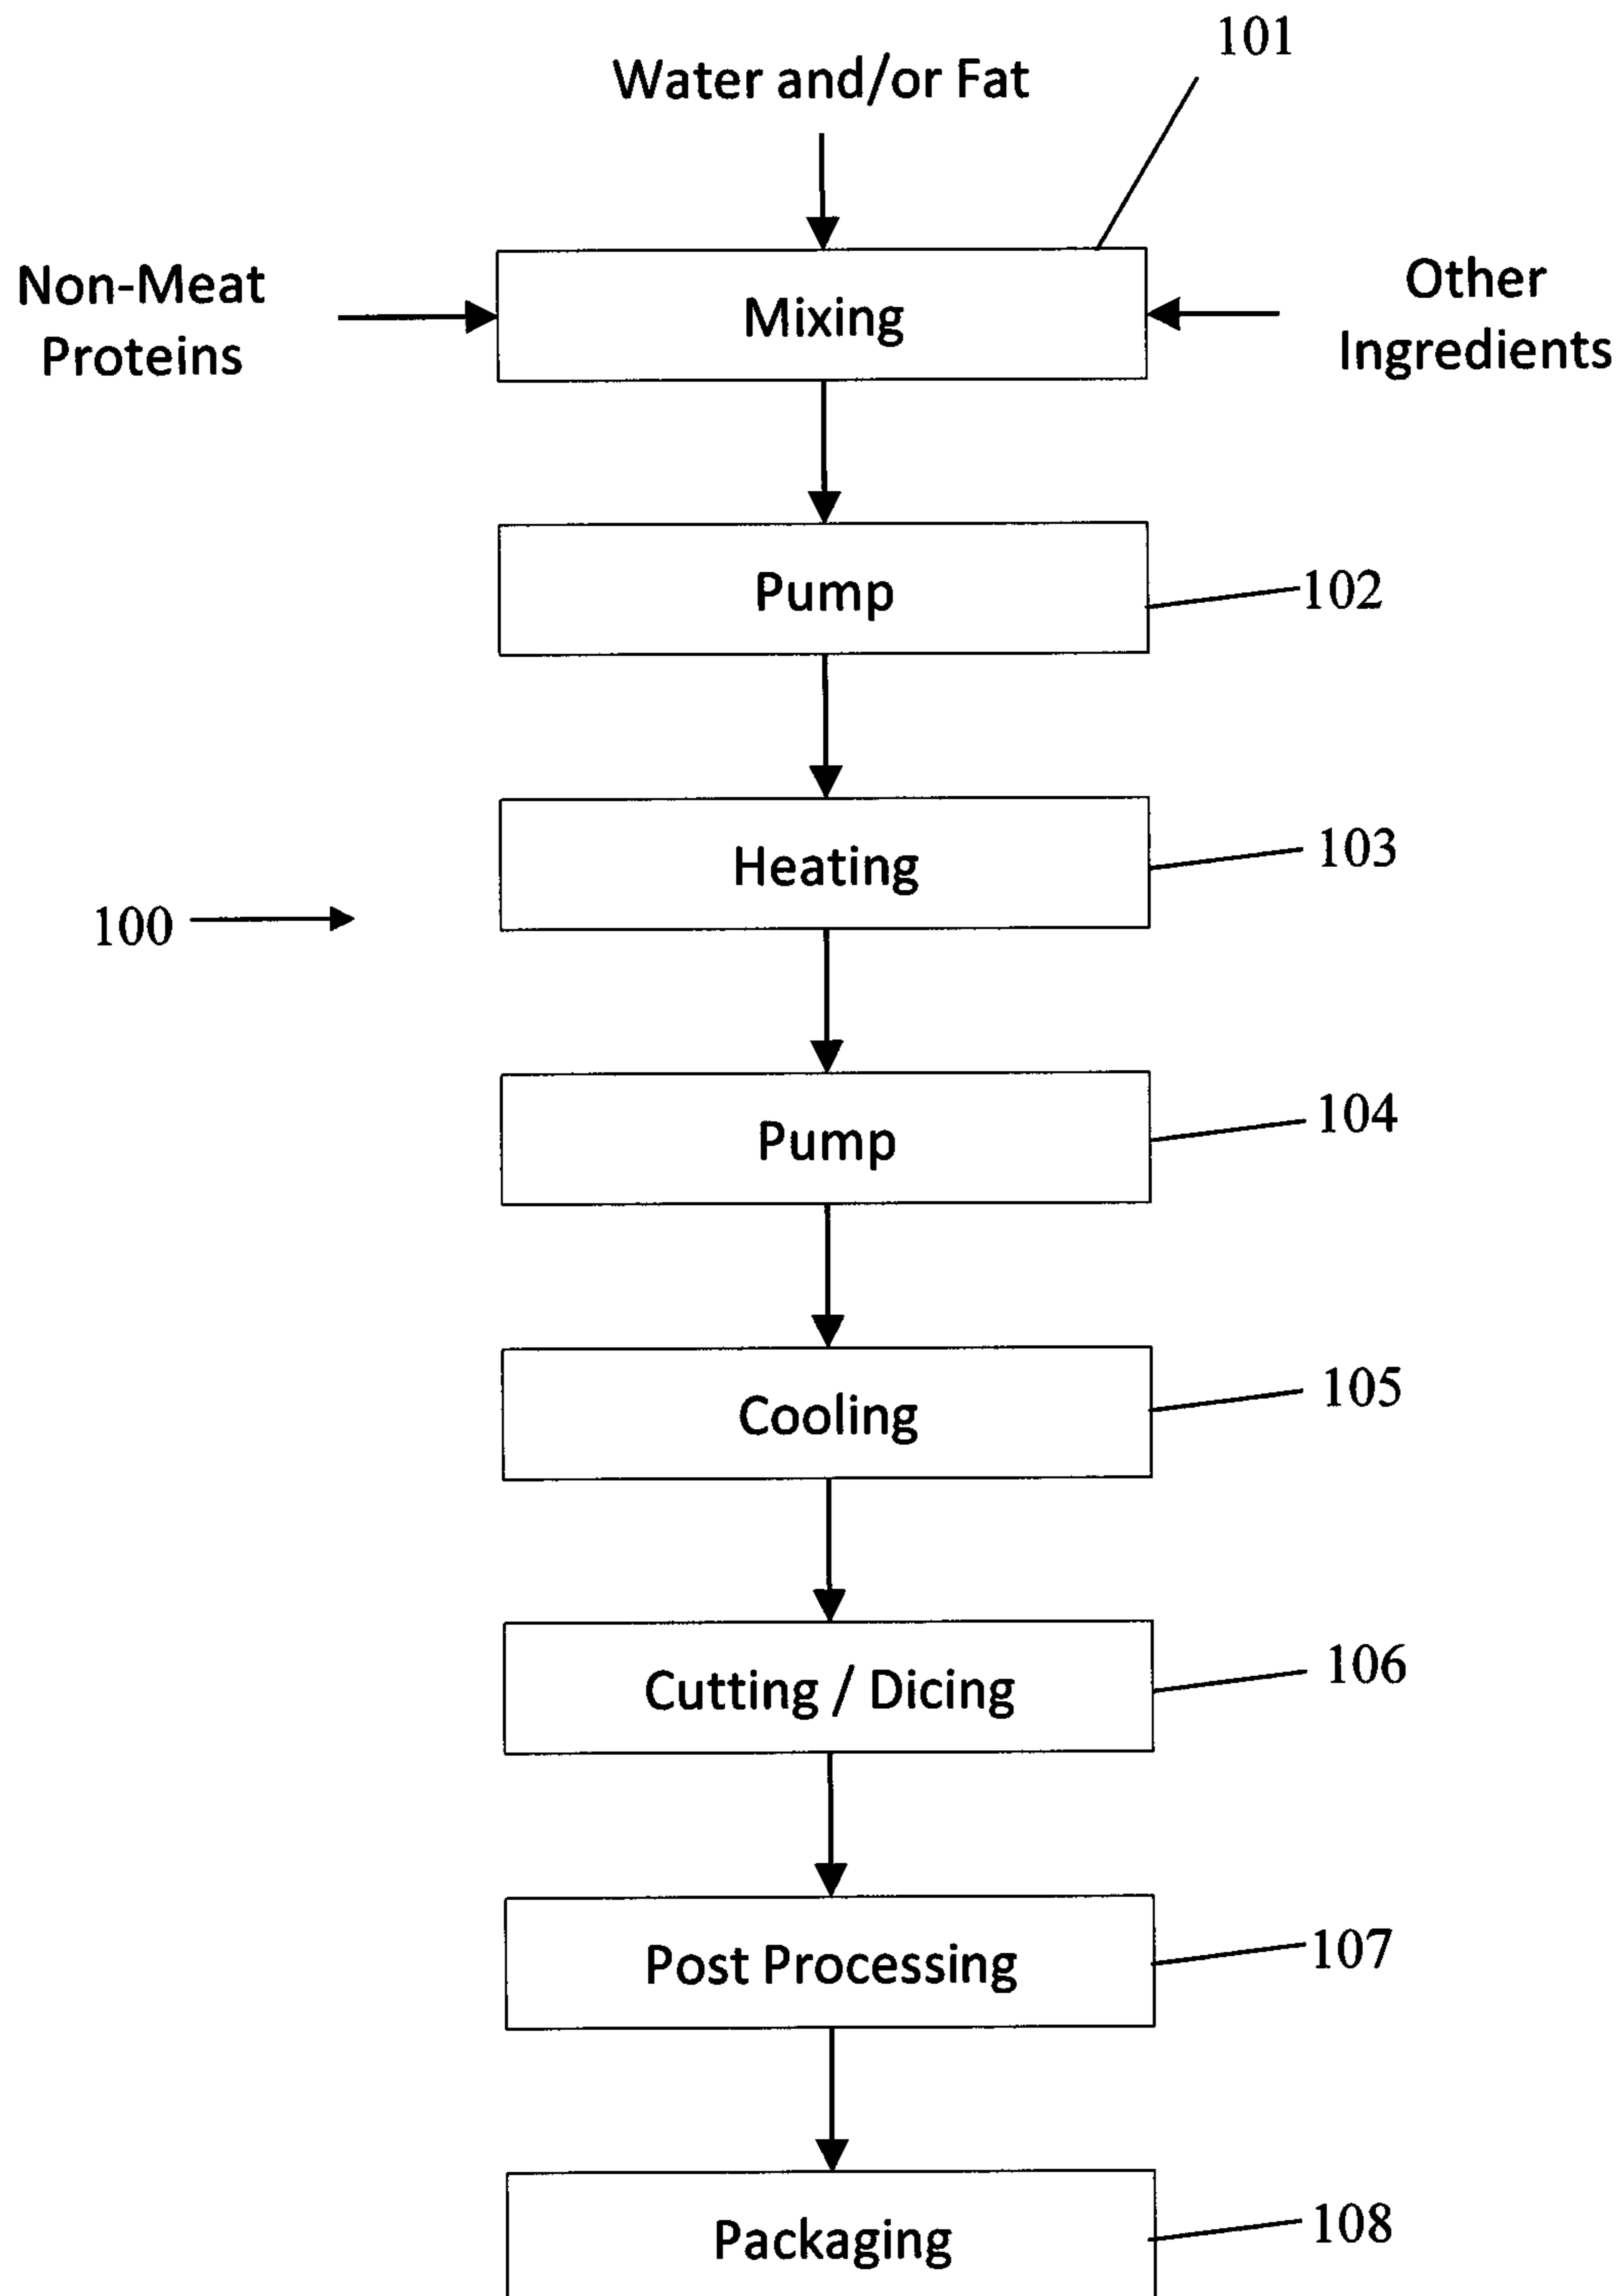 101
Water and/or Fat
Non-Meat
Proteins
Mixing
Other
Ingredients
Pump
102
Heating
103
100
Pump
104
Cooling
105
Cutting / Dicing
106
Post Processing
107
Packaging
108